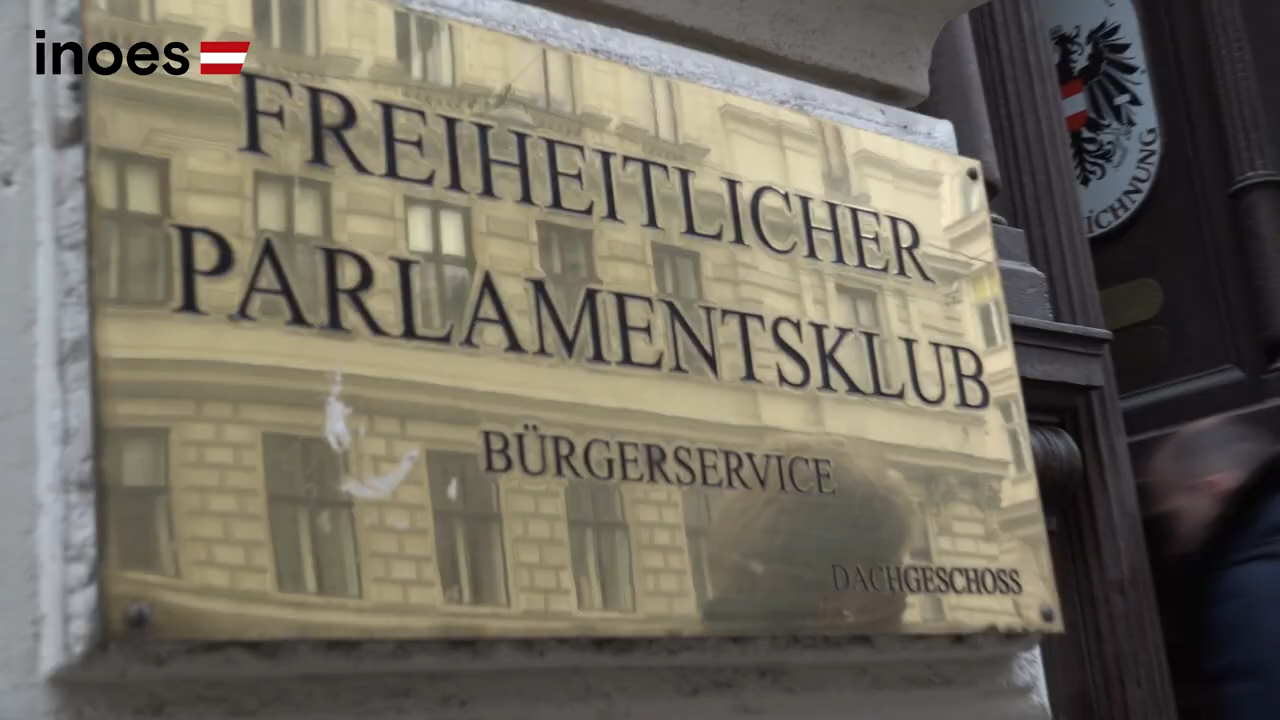 inoes
FREIHEITLICHER
PARLAMENTSKLUB
BÜRGERSERVICE
DACHGESCHOSS